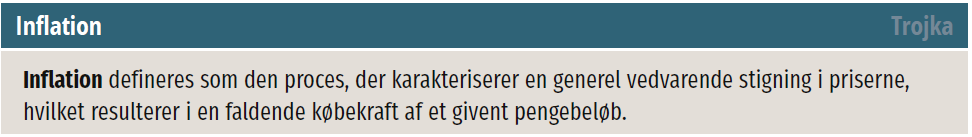 Inflation Trojka
Inflation defineres som den proces, der karakteriserer en generel vedvarende stigning i priserne,
hvilket resulterer i en faldende købekraft af et givent pengebeløb.